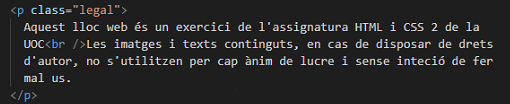 <p class="legal">
Aquest lloc web és un exercici de l'assignatura HTML i CSS 2 de la
UOC<br />Les imatges i texts continguts, en cas de disposar de drets
d'autor, no s'utilitzen per cap ànim de lucre i sense inteció de fer
mal us.
</p>